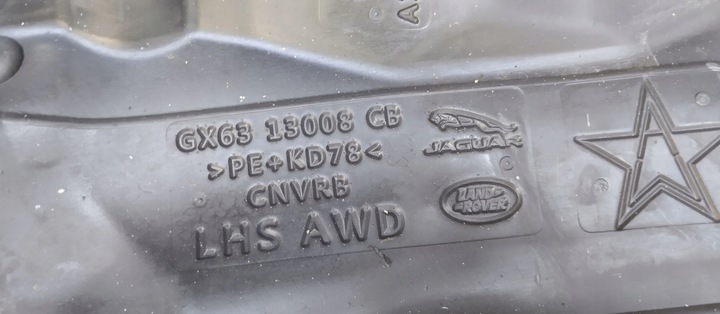 GX63 13008 CB
>PE+KD78<
CNVRB
LHS AWD
JAGUAR
LAND-
ROVER